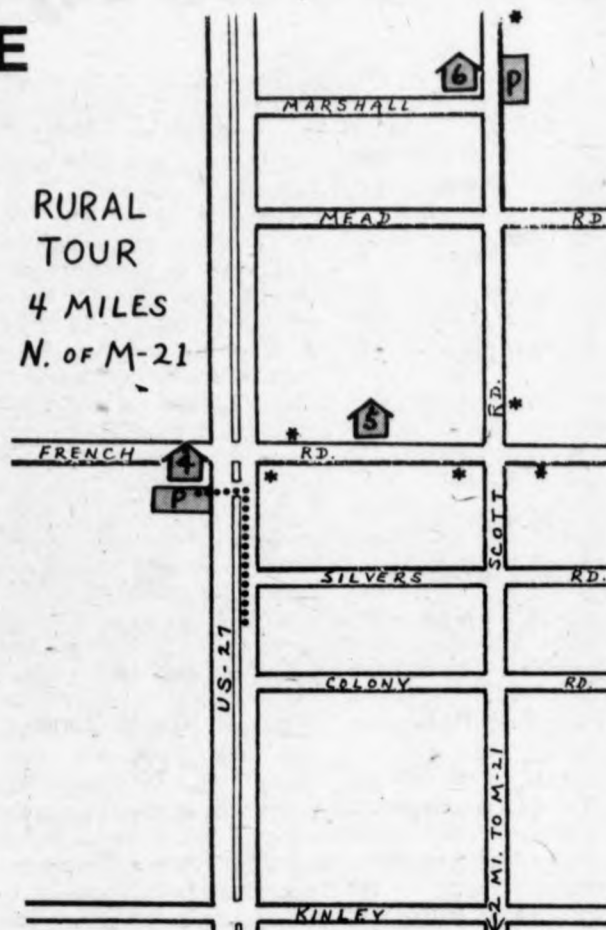 E
6
P
MARSHALL
RURAL
TOUR
4 MILES
N. OF M-21
MEAD RD
RD.
5
FRENCH
4
RD.
P
SCOTT
SILVERS RD.
US-27
COLONY RD.
2 MI. TO M-21
KINLEY